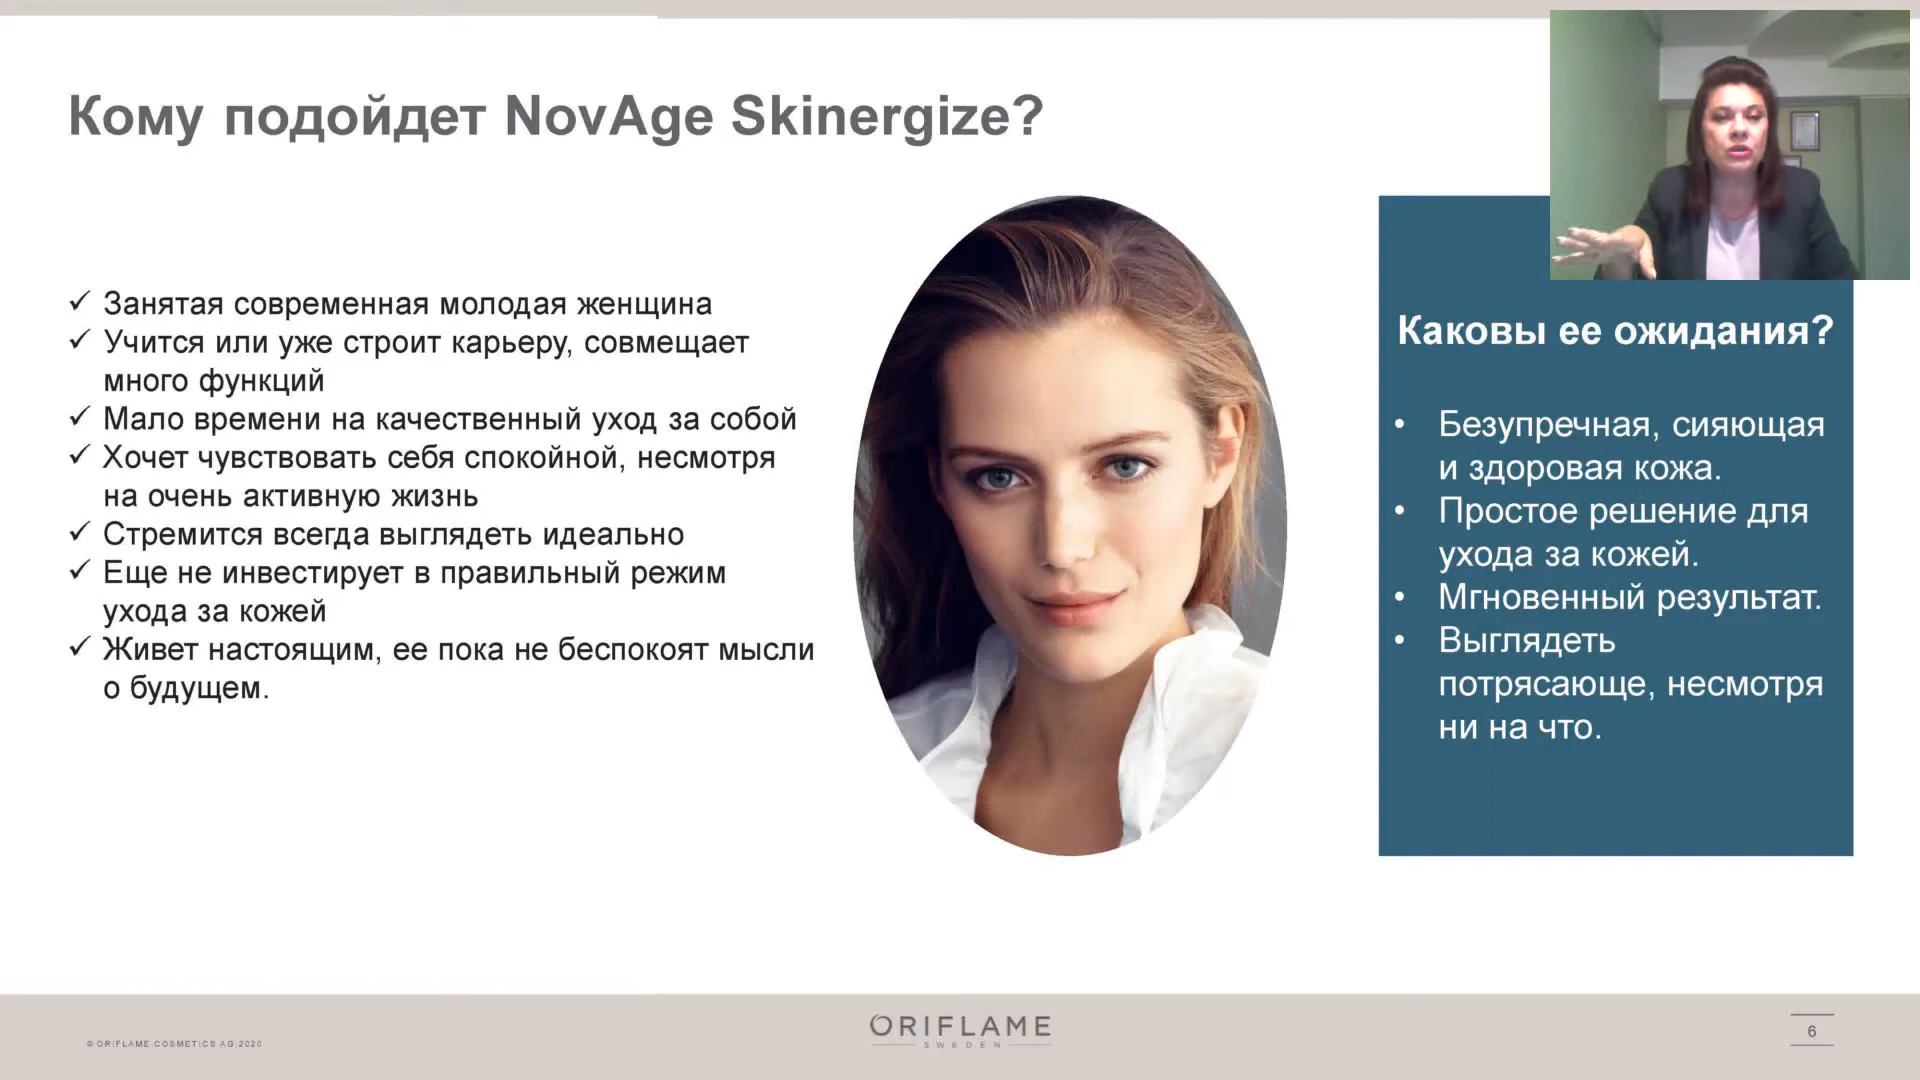 Кому подойдет NovAge Skinergize?
Занятая современная молодая женщина
Учится или уже строит карьеру, совмещает
много функций
Мало времени на качественный уход за собой
Хочет чувствовать себя спокойной, несмотря
на очень активную жизнь
Стремится всегда выглядеть идеально
Еще не инвестирует в правильный режим
ухода за кожей
Живет настоящим, ее пока не беспокоят мысли
о будущем.
Каковы ее ожидания?
• Безупречная, сияющая
и здоровая кожа.
• Простое решение для
ухода за кожей.
• Мгновенный результат.
• Выглядеть
потрясающе, несмотря
ни на что.
© ORIFLAME COSMETICS AG,2020
ORIFLAME
SWEDEN
6